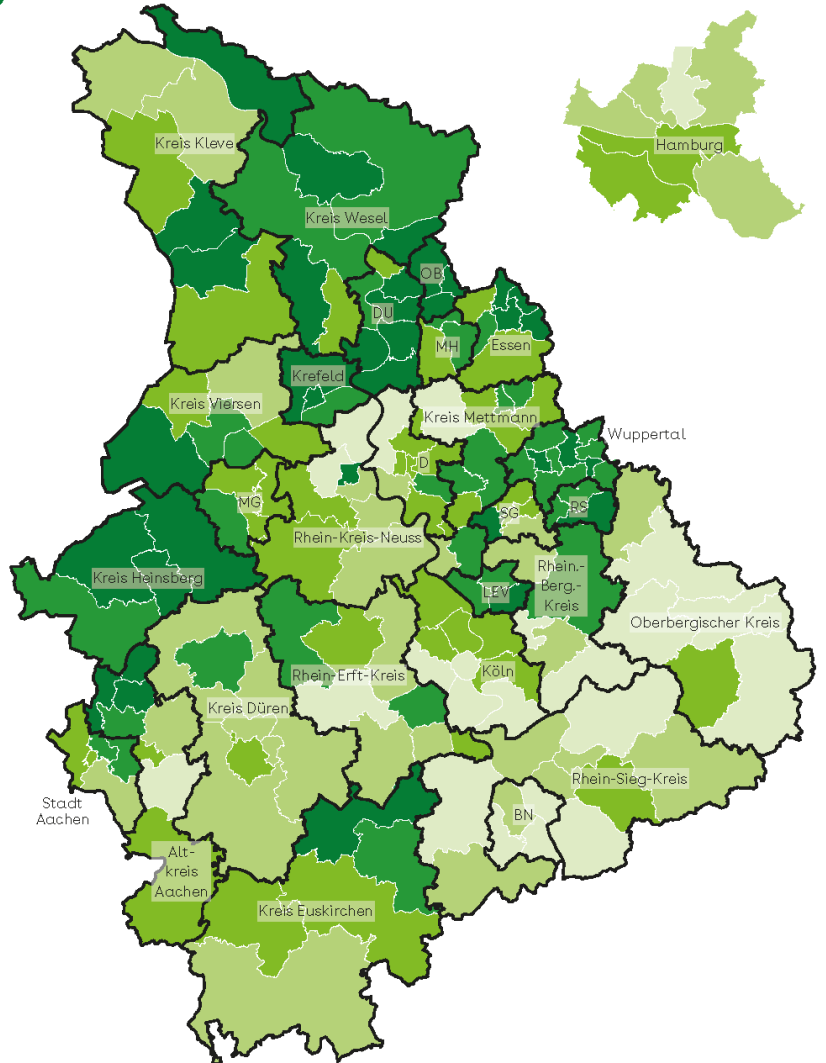 Kreis Kleve
Hamburg
Kreis Wesel
OB
DU
MH
Essen
Krefeld
Kreis Viersen
Kreis Mettmann
Wuppertal
D
MG
SG
RS
Rhein-Kreis-Neuss
Rhein.-
Berg.-
Kreis
Kreis Heinsberg
LEV
Oberbergischer Kreis
Rhein-Erft-Kreis
Köln
Kreis Düren
Rhein-Sieg-Kreis
Stadt
Aachen
BN
Alt-
kreis
Aachen
Kreis Euskirchen